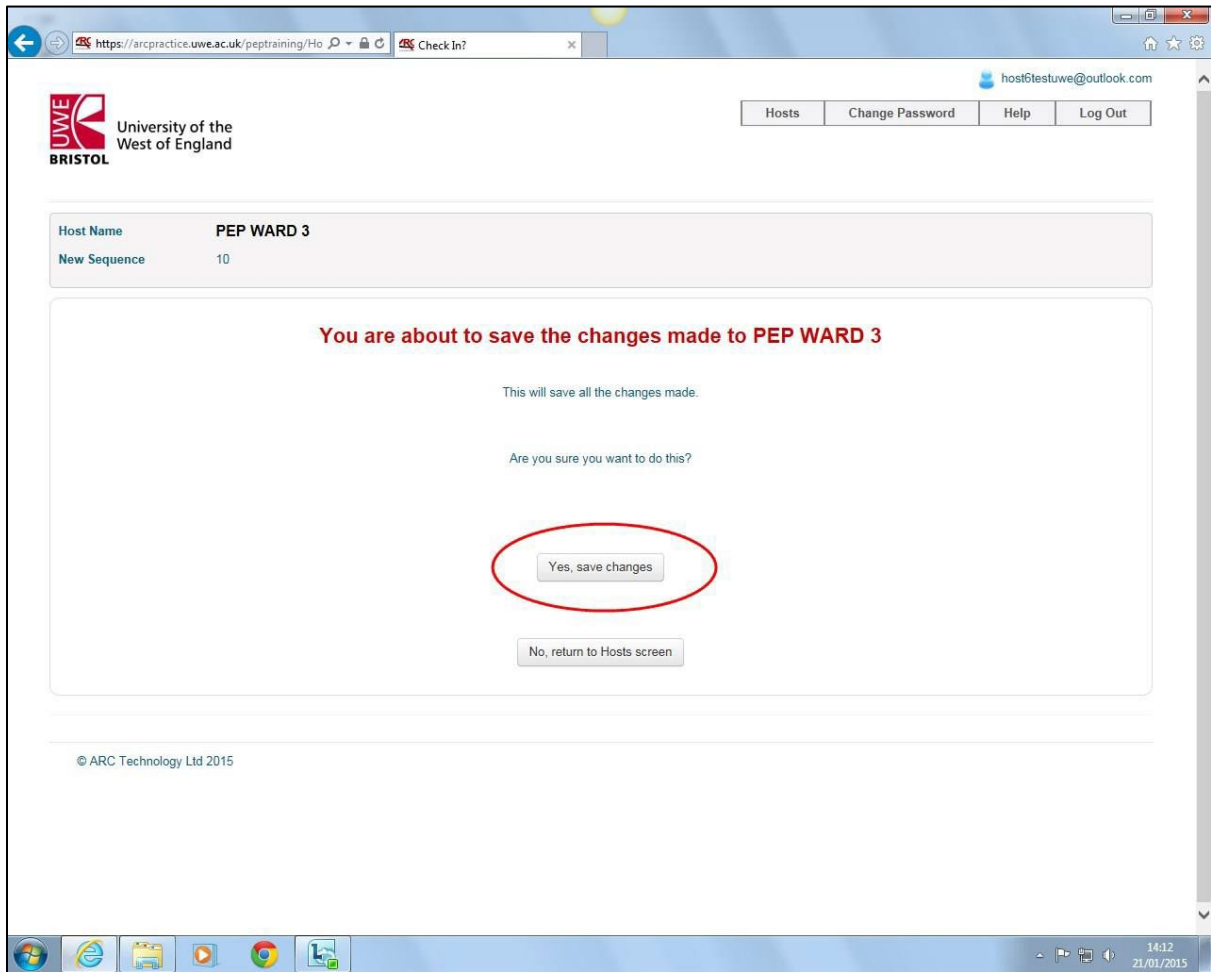 https://arcpractice.uwe.ac.uk/peptraining/Ho
Check In?
host6testuwe@outlook.com
Hosts Change Password Help Log Out
UWE
BRISTOL
University of the
West of England
Host Name PEP WARD 3
New Sequence 10
You are about to save the changes made to PEP WARD 3
This will save all the changes made.
Are you sure you want to do this?
Yes, save changes
No, return to Hosts screen
© ARC Technology Ltd 2015
14:12
21/01/2015